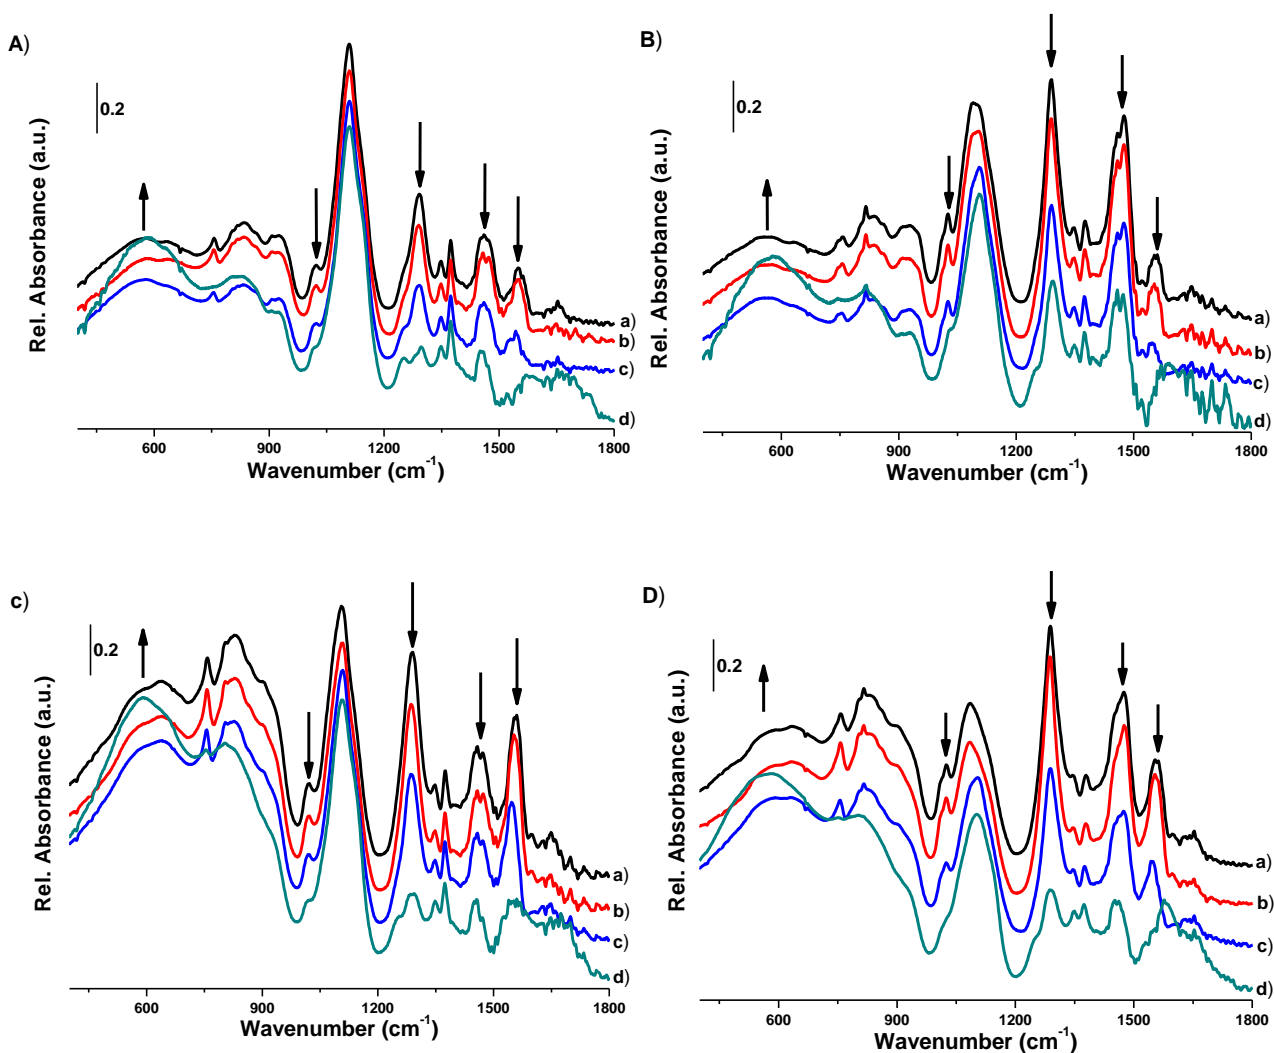 A)
0.2
Rel. Absorbance (a.u.)
a)
b)
c)
d)
600 900 1200 1500 1800
Wavenumber (cm⁻¹)
B)
0.2
Rel. Absorbance (a.u.)
a)
b)
c)
d)
600 900 1200 1500 1800
Wavenumber (cm⁻¹)
c)
0.2
Rel. Absorbance (a.u.)
a)
b)
c)
d)
600 900 1200 1500 1800
Wavenumber (cm⁻¹)
D)
0.2
Rel. Absorbance (a.u.)
a)
b)
c)
d)
600 900 1200 1500 1800
Wavenumber (cm⁻¹)